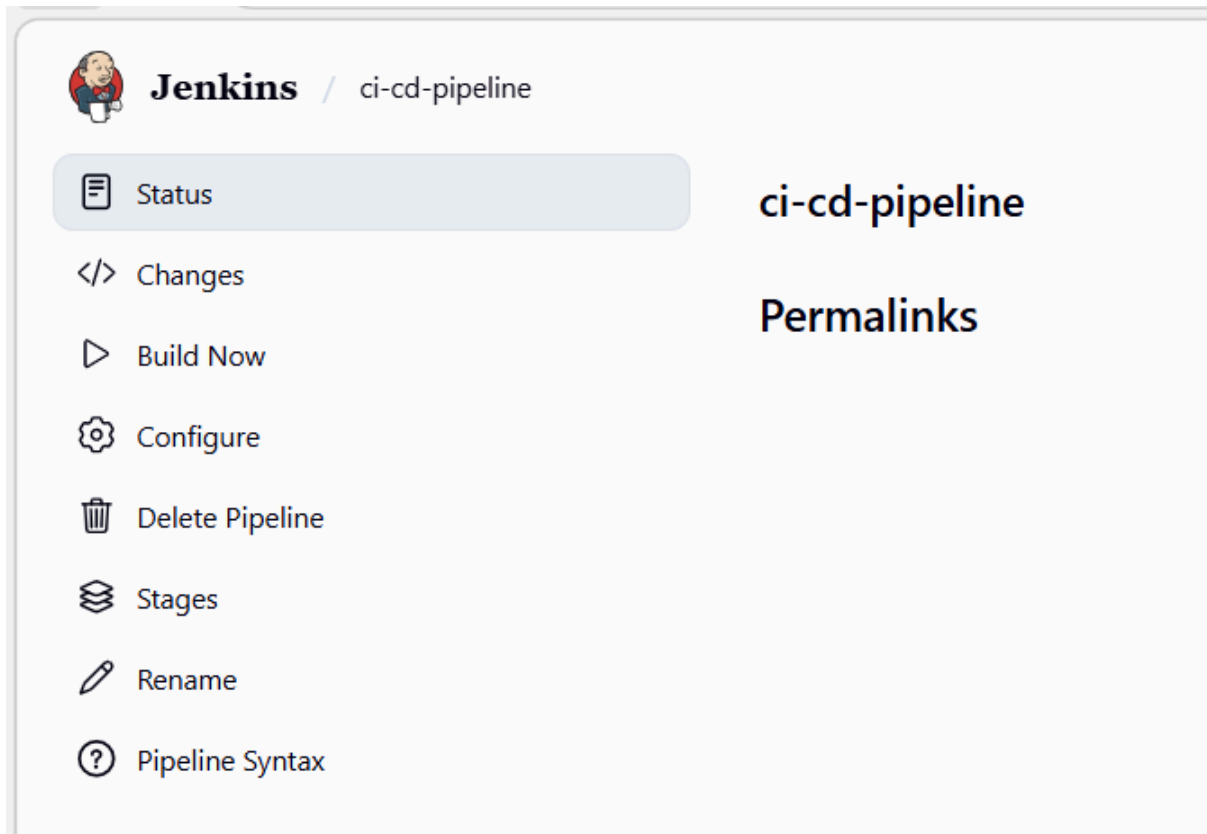 Jenkins / ci-cd-pipeline
Status
Changes
Build Now
Configure
Delete Pipeline
Stages
Rename
Pipeline Syntax
ci-cd-pipeline
Permalinks